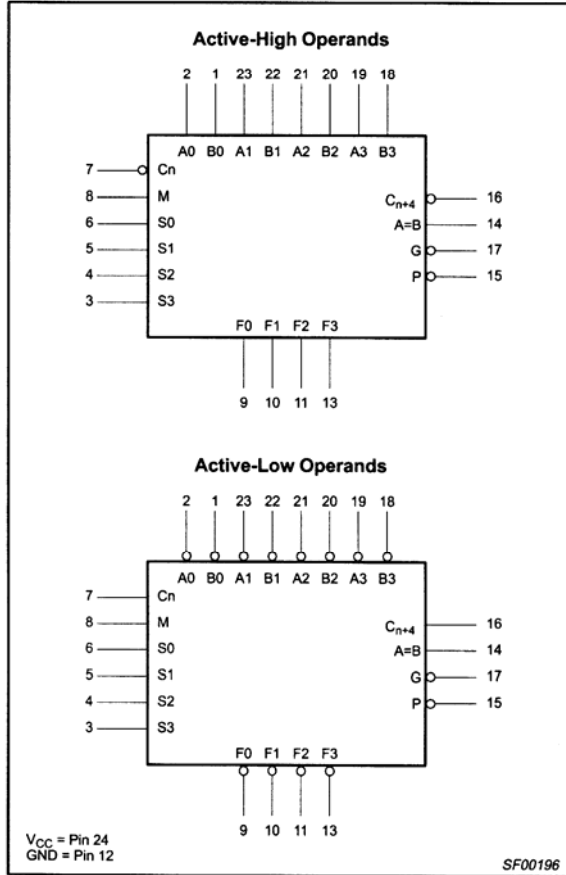 Active-High Operands
2 1 23 22 21 20 19 18
A0 B0 A1 B1 A2 B2 A3 B3
7 Cn
8 M
6 S0
5 S1
4 S2
3 S3
Cn+4 16
A=B 14
G 17
P 15
F0 F1 F2 F3
9 10 11 13
Active-Low Operands
2 1 23 22 21 20 19 18
A0 B0 A1 B1 A2 B2 A3 B3
7 Cn
8 M
6 S0
5 S1
4 S2
3 S3
Cn+4 16
A=B 14
G 17
P 15
F0 F1 F2 F3
9 10 11 13
VCC = Pin 24
GND = Pin 12
SF00196